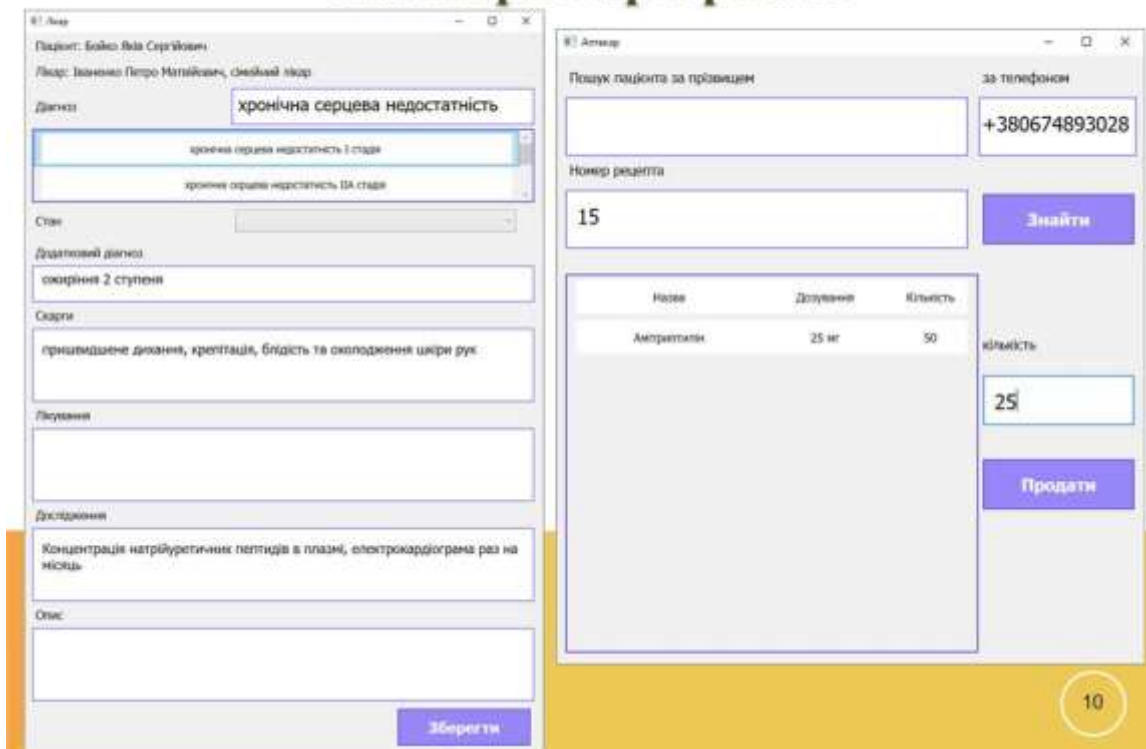 Лікар
Пацієнт: Бойко Яків Сергійович
Лікар: Іваненко Петро Матвійович, сімейний лікар
Діагноз
хронічна серцева недостатність
хронічна серцева недостатність I стадія
хронічна серцева недостатність IIA стадія
Стан
Додатковий діагноз
ожиріння 2 ступеня
Скарги
пришвидшене дихання, крепітація, блідість та охолодження шкіри рук
Лікування
Дослідження
Концентрація натрійуретичних пептидів в плазмі, електрокардіограма раз на
місяць
Опис
Зберегти
Аптекар
Пошук пацієнта за прізвищем
за телефоном
+380674893028
Номер рецепта
15
Знайти
Назва Дозування Кількість
Амітриптилін 25 мг 50
кількість
25
Продати
10